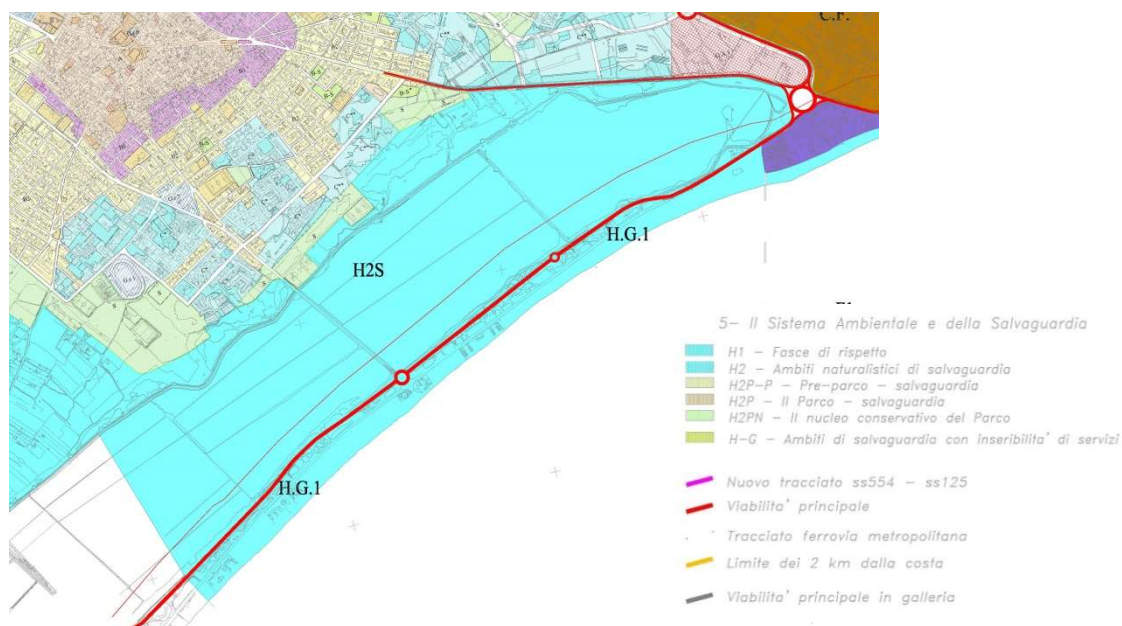 C.F.
H2S
H.G.1
H.G.1
5- Il Sistema Ambientale e della Salvaguardia
H1 - Fasce di rispetto
H2 - Ambiti naturalistici di salvaguardia
H2P-P - Pre-parco - salvaguardia
H2P - Il Parco - salvaguardia
H2PN - Il nucleo conservativo del Parco
H-G - Ambiti di salvaguardia con inseribilita' di servizi
Nuovo tracciato ss554 - ss125
Viabilita' principale
Tracciato ferrovia metropolitana
Limite dei 2 km dalla costa
Viabilita' principale in galleria